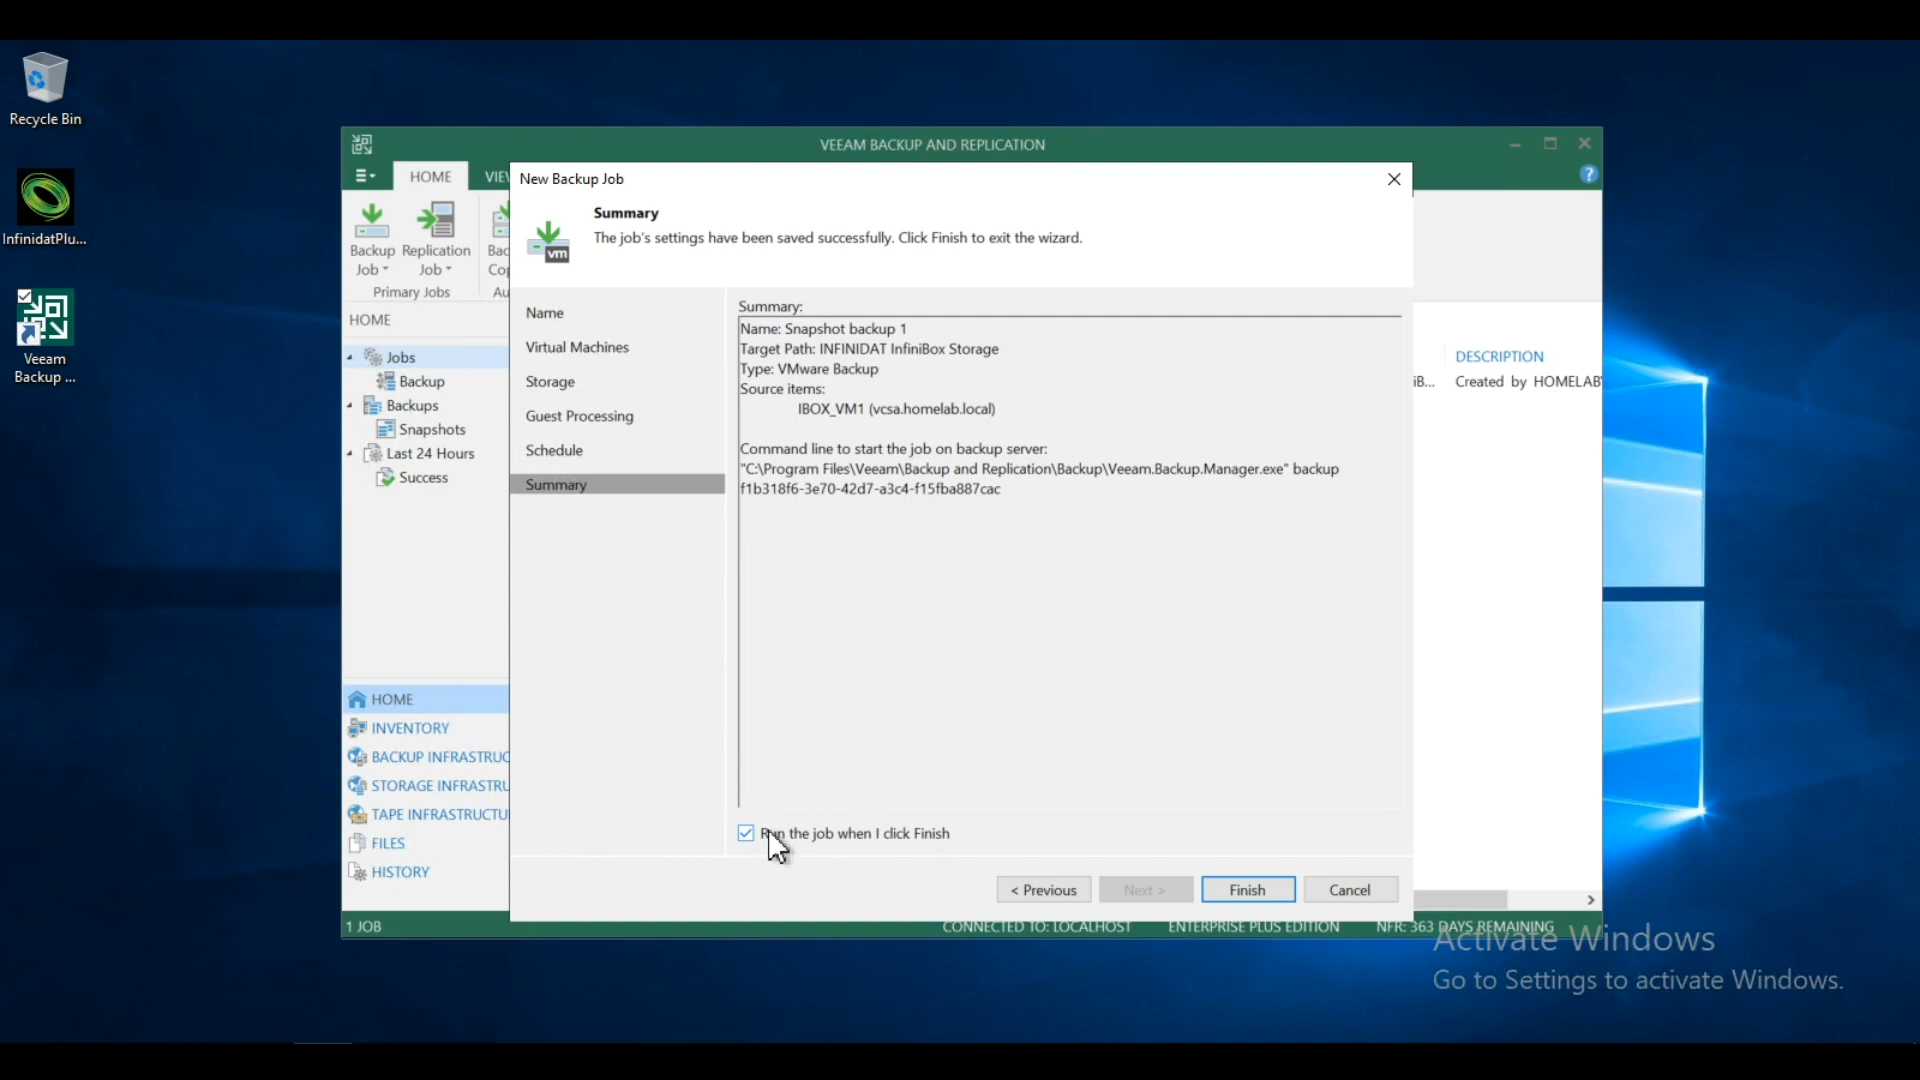 Recycle Bin
InfinidatPlu...
Veeam
Backup ...
VEEAM BACKUP AND REPLICATION
HOME
VIEW
Backup
Job
Replication
Job
Bac
Cop
Primary Jobs
Au
HOME
Jobs
Backup
Backups
Snapshots
Last 24 Hours
Success
HOME
INVENTORY
BACKUP INFRASTRUC
STORAGE INFRASTRU
TAPE INFRASTRUCTU
FILES
HISTORY
New Backup Job
Summary
The job's settings have been saved successfully. Click Finish to exit the wizard.
vm
Name
Virtual Machines
Storage
Guest Processing
Schedule
Summary
Summary:
Name: Snapshot backup 1
Target Path: INFINIDAT InfiniBox Storage
Type: VMware Backup
Source items:
IBOX_VM1 (vcsa.homelab.local)
Command line to start the job on backup server:
"C:\Program Files\Veeam\Backup and Replication\Backup\Veeam.Backup.Manager.exe" backup
f1b318f6-3e70-42d7-a3c4-f15fba887cac
Run the job when I click Finish
< Previous
Next >
Finish
Cancel
?
DESCRIPTION
iB...
Created by HOMELAB\
1 JOB
CONNECTED TO: LOCALHOST
ENTERPRISE PLUS EDITION
NFR: 363 DAYS REMAINING
Activate Windows
Go to Settings to activate Windows.